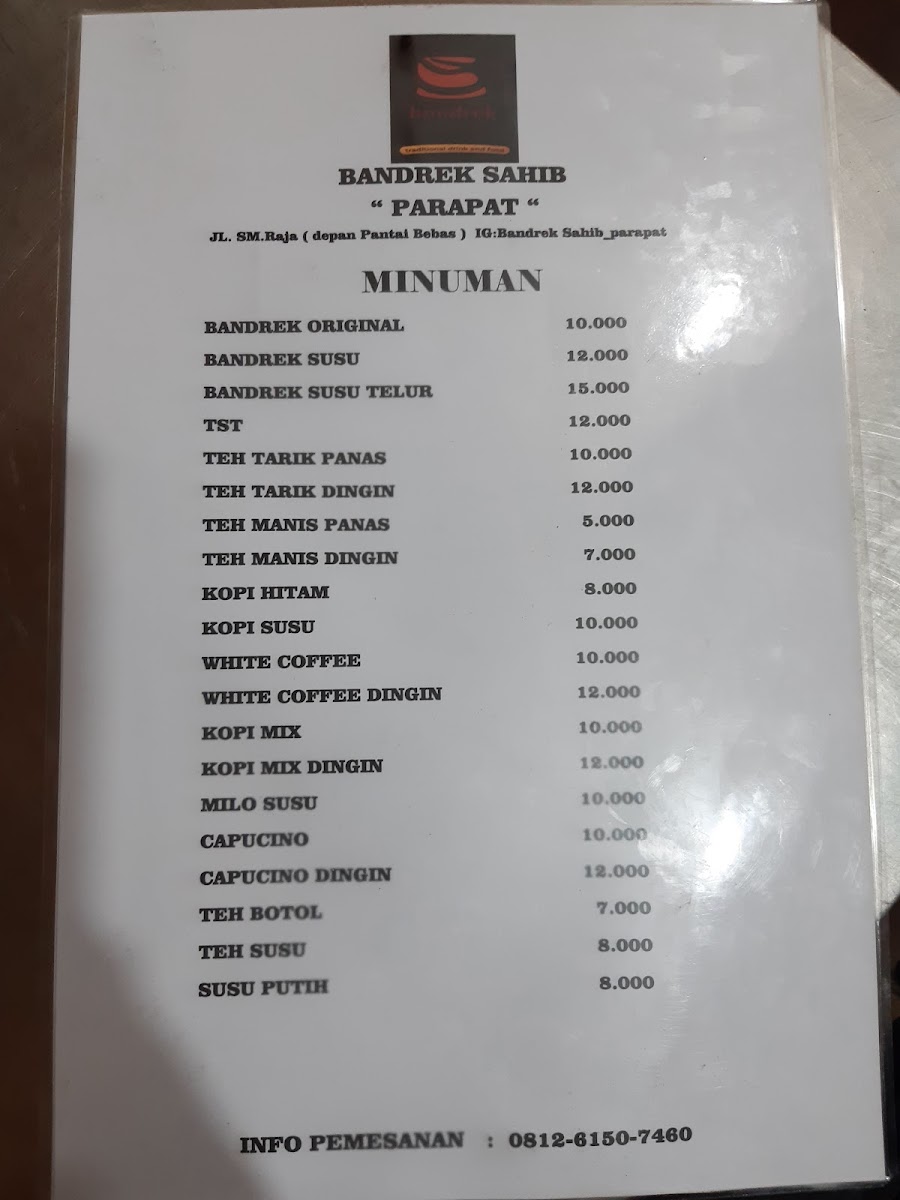 bandrek
traditional drink and food
BANDREK SAHIB
“ PARAPAT “
JL. SM.Raja ( depan Pantai Bebas ) IG:Bandrek Sahib_parapat
MINUMAN
BANDREK ORIGINAL 10.000
BANDREK SUSU 12.000
BANDREK SUSU TELUR 15.000
TST 12.000
TEH TARIK PANAS 10.000
TEH TARIK DINGIN 12.000
TEH MANIS PANAS 5.000
TEH MANIS DINGIN 7.000
KOPI HITAM 8.000
KOPI SUSU 10.000
WHITE COFFEE 10.000
WHITE COFFEE DINGIN 12.000
KOPI MIX 10.000
KOPI MIX DINGIN 12.000
MILO SUSU 10.000
CAPUCINO 10.000
CAPUCINO DINGIN 12.000
TEH BOTOL 7.000
TEH SUSU 8.000
SUSU PUTIH 8.000
INFO PEMESANAN : 0812-6150-7460